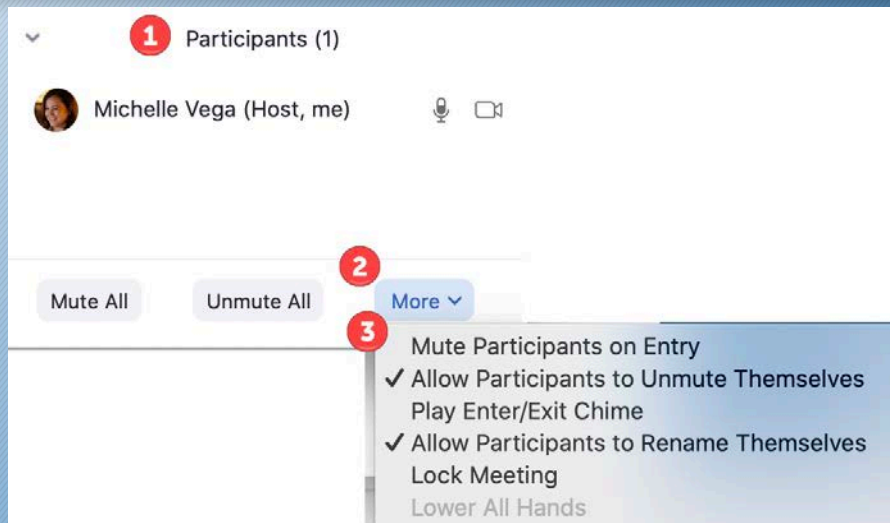 1 Participants (1)
Michelle Vega (Host, me)
2
Mute All Unmute All More
3
Mute Participants on Entry
✓ Allow Participants to Unmute Themselves
Play Enter/Exit Chime
✓ Allow Participants to Rename Themselves
Lock Meeting
Lower All Hands